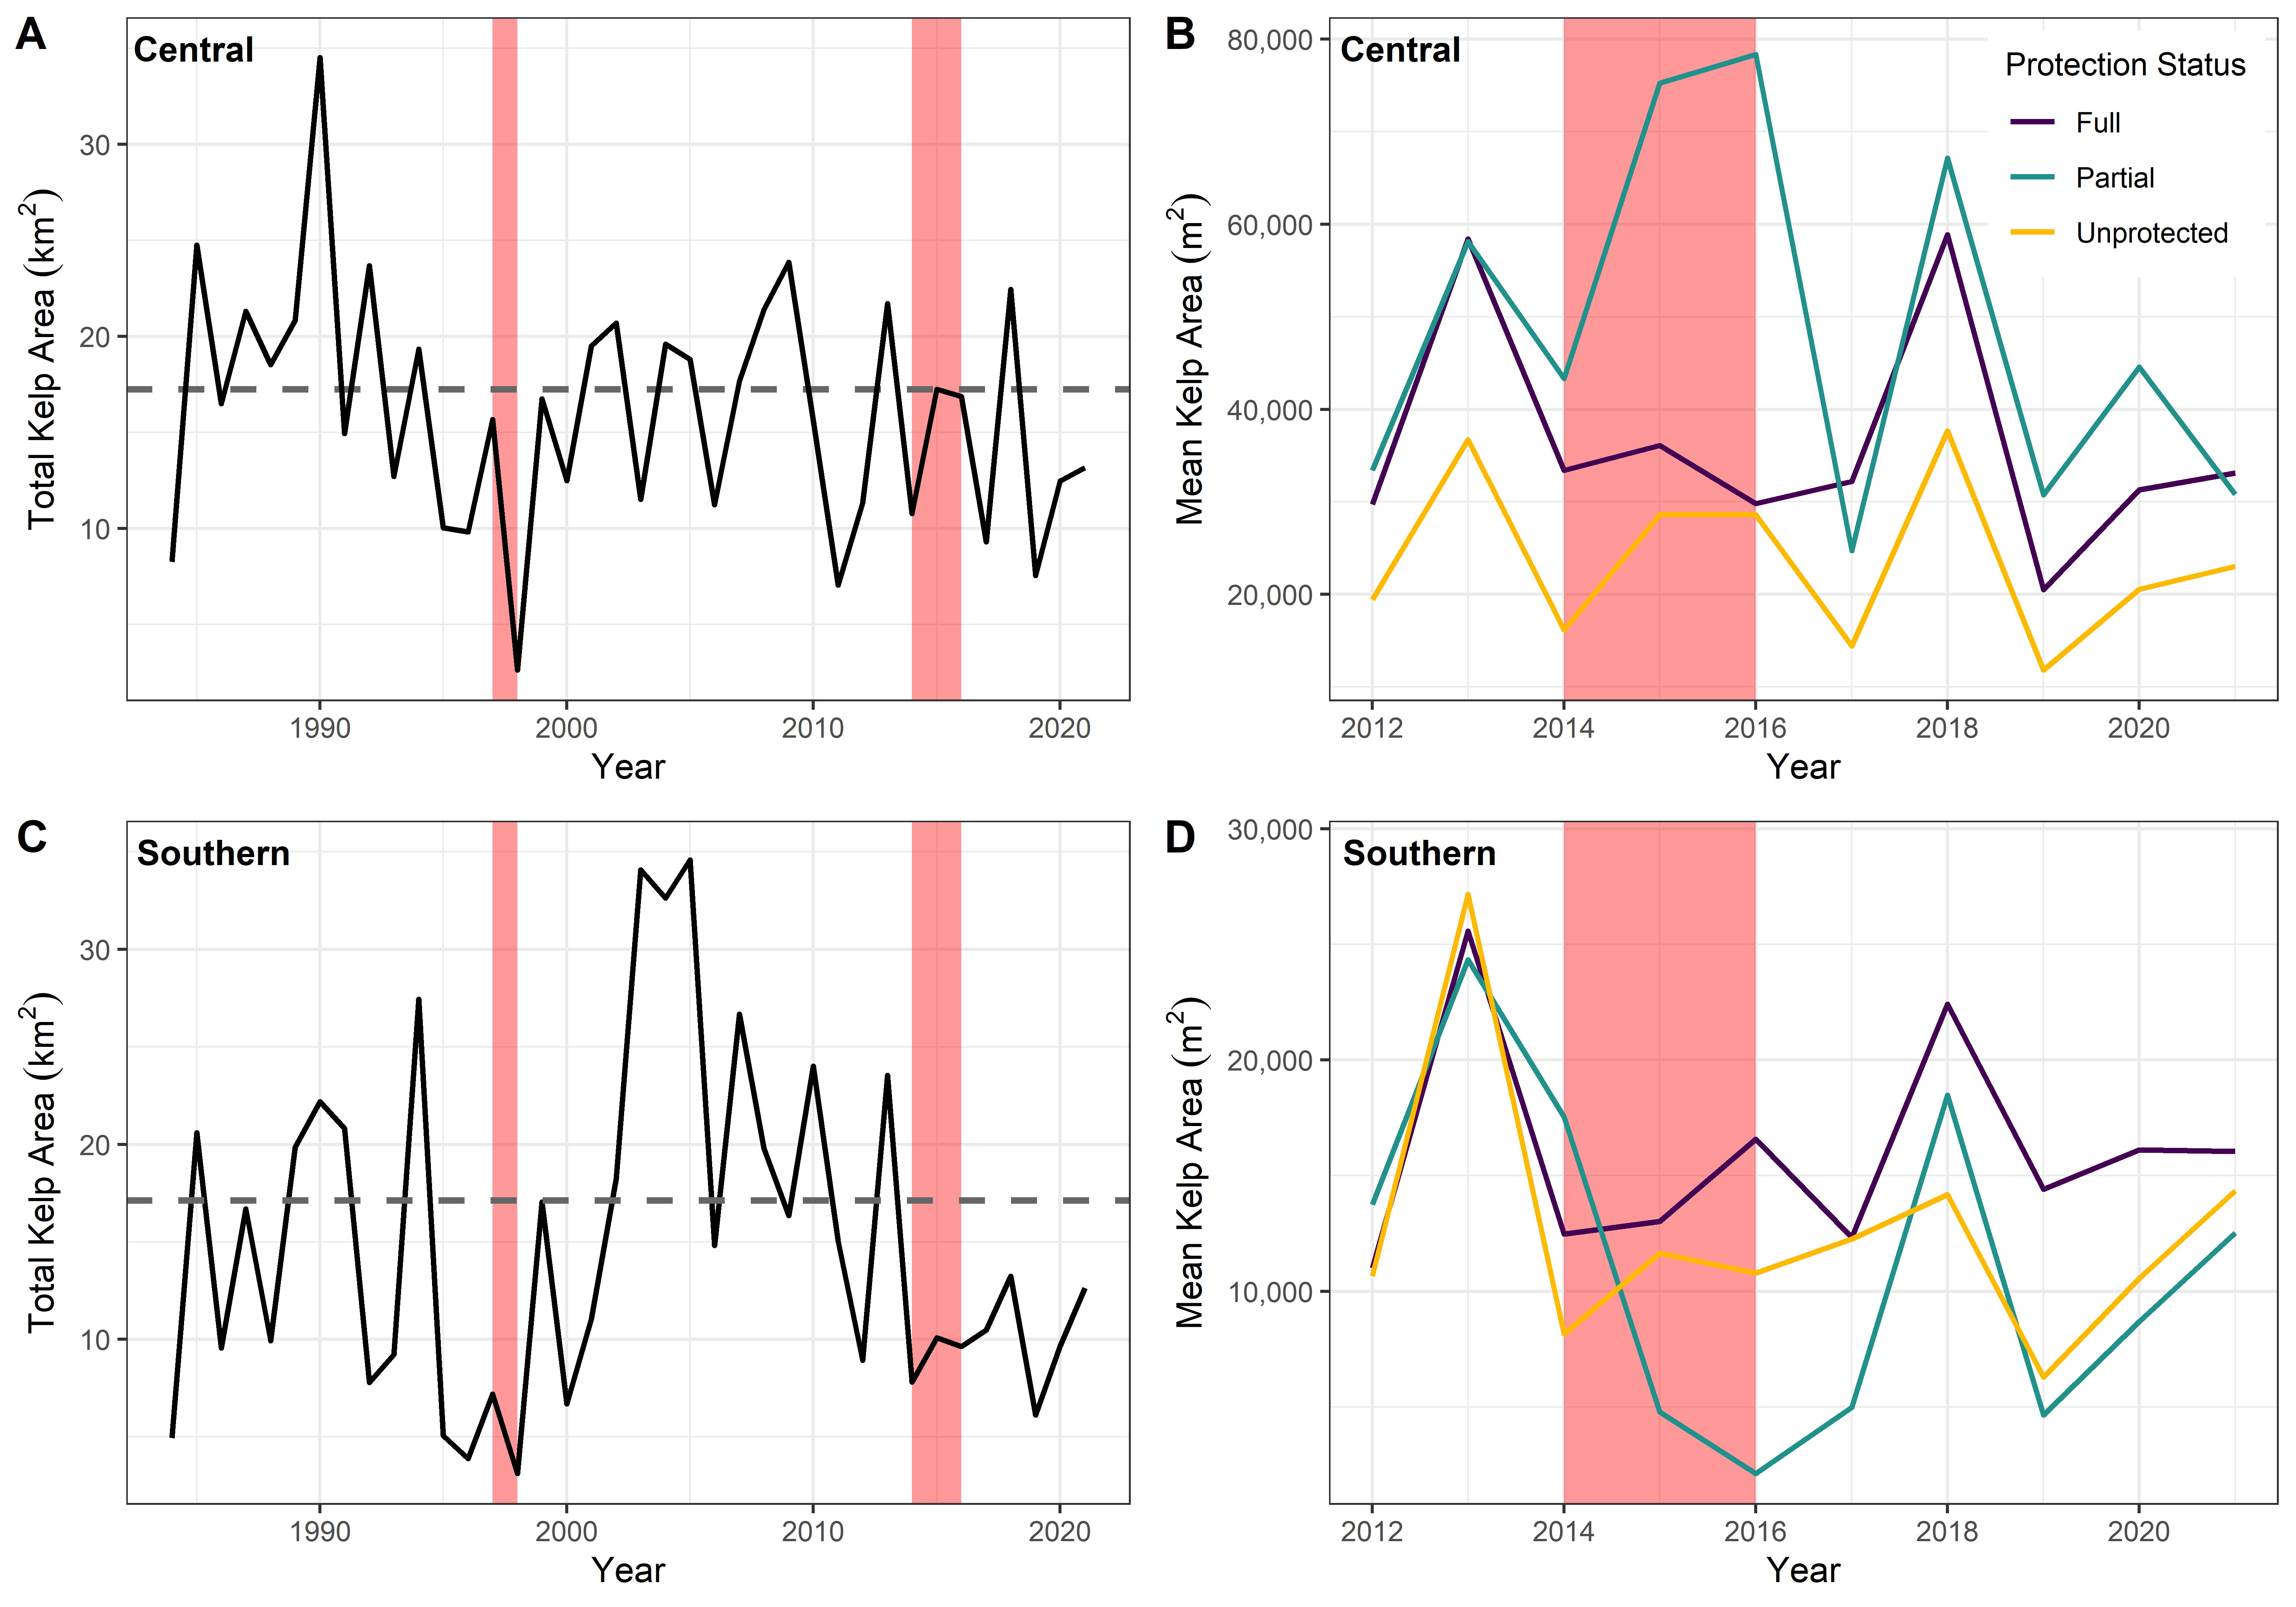 A
Central
Total Kelp Area (km²)
30
20
10
1990
2000
2010
2020
Year
B
Central
Mean Kelp Area (m²)
80,000
60,000
40,000
20,000
Protection Status
Full
Partial
Unprotected
2012
2014
2016
2018
2020
Year
C
Southern
Total Kelp Area (km²)
30
20
10
1990
2000
2010
2020
Year
D
Southern
Mean Kelp Area (m²)
30,000
20,000
10,000
2012
2014
2016
2018
2020
Year